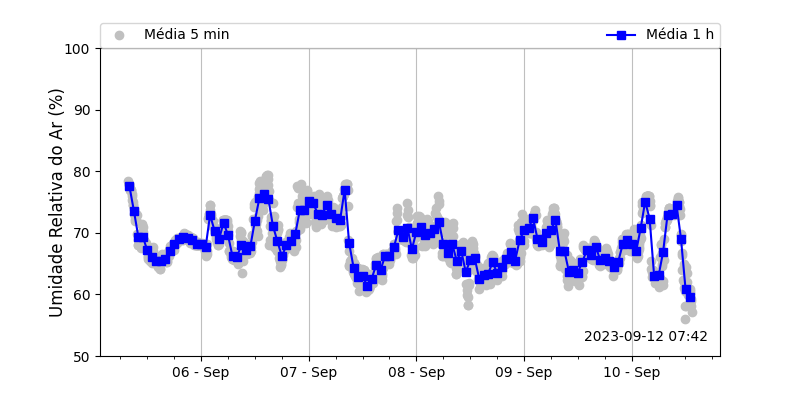 Média 5 min
Média 1 h
Umidade Relativa do Ar (%)
100
90
80
70
60
50
2023-09-12 07:42
06 - Sep
07 - Sep
08 - Sep
09 - Sep
10 - Sep